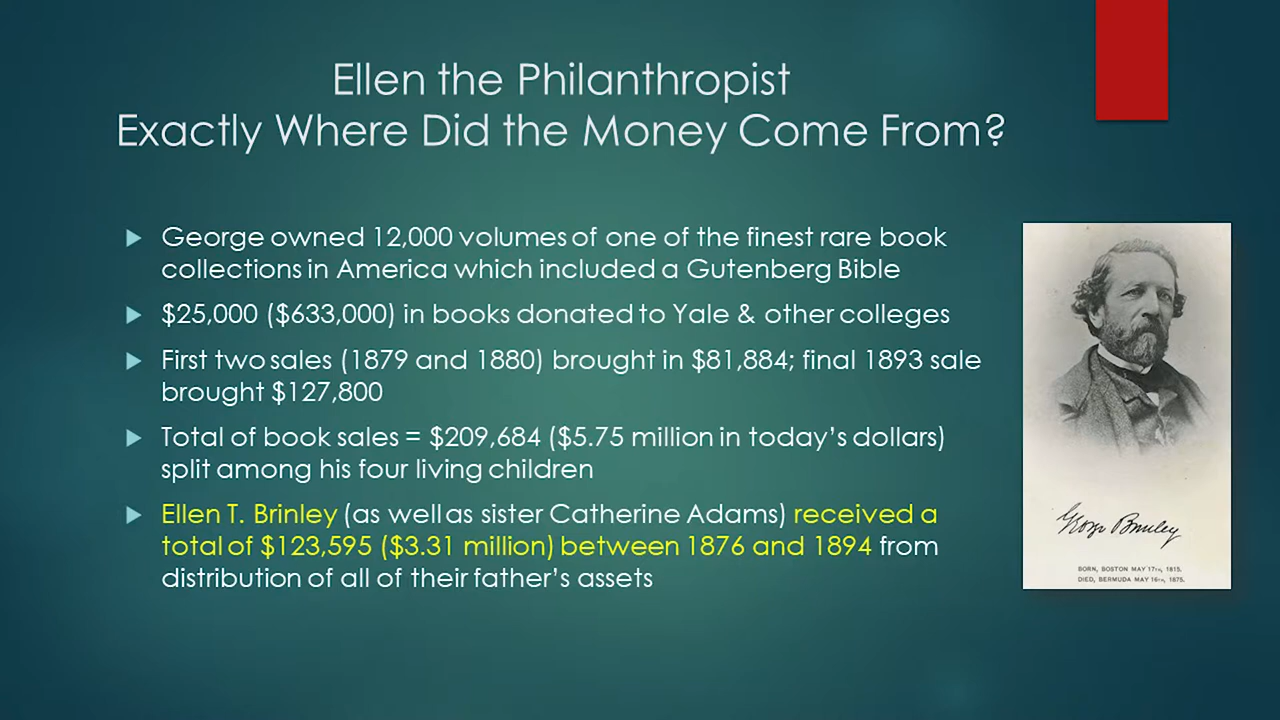 Ellen the Philanthropist
Exactly Where Did the Money Come From?
George owned 12,000 volumes of one of the finest rare book
collections in America which included a Gutenberg Bible
$25,000 ($633,000) in books donated to Yale & other colleges
First two sales (1879 and 1880) brought in $81,884; final 1893 sale
brought $127,800
Total of book sales = $209,684 ($5.75 million in today's dollars)
split among his four living children
Ellen T. Brinley (as well as sister Catherine Adams) received a
total of $123,595 ($3.31 million) between 1876 and 1894 from
distribution of all of their father's assets
George Brinley
BORN, BOSTON MAY 17TH, 1815.
DIED, BERMUDA MAY 16TH, 1875.